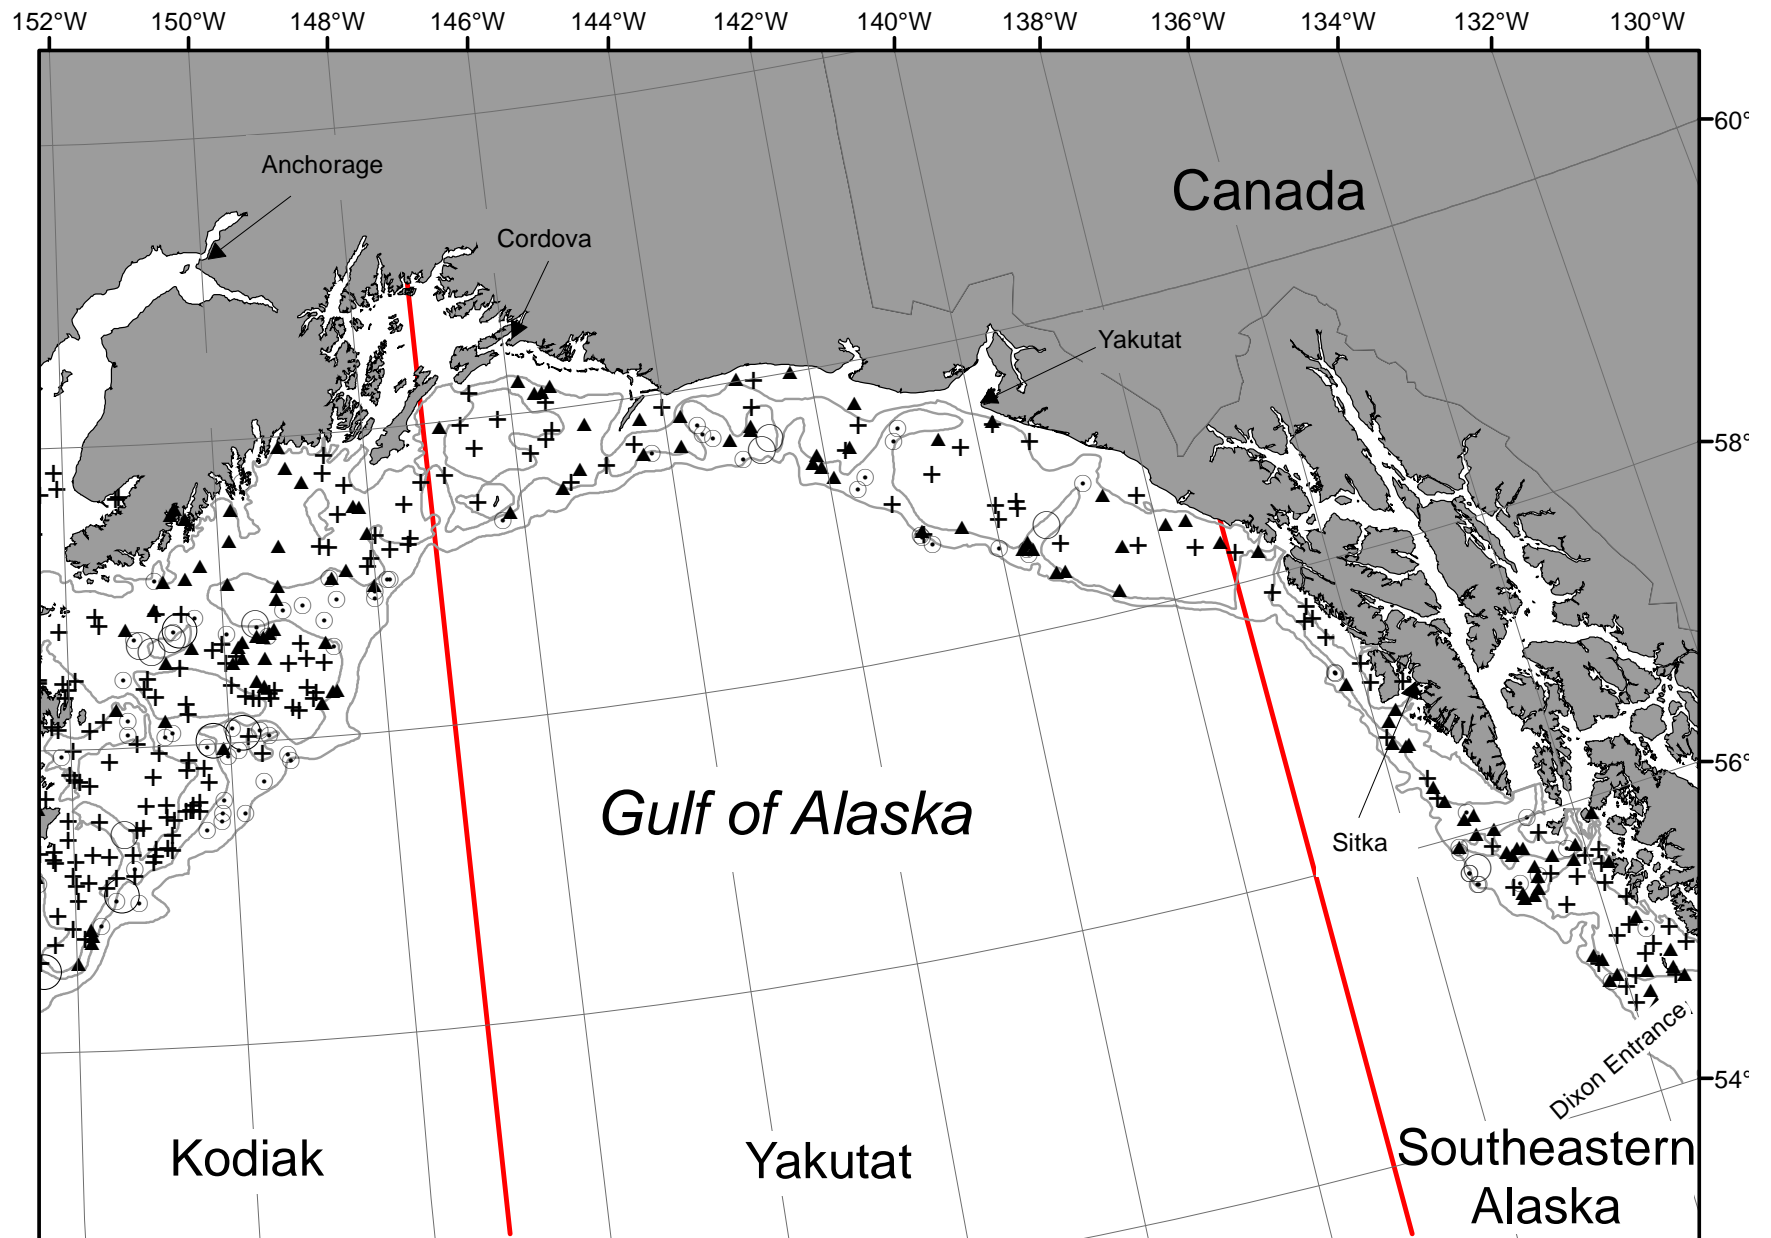 152°W 150°W 148°W 146°W 144°W 142°W 140°W 138°W 136°W 134°W 132°W 130°W
60°
Anchorage
Canada
Cordova
Yakutat
58°
56°
Gulf of Alaska
Sitka
54°
Dixon Entrance
Kodiak
Yakutat
Southeastern
Alaska